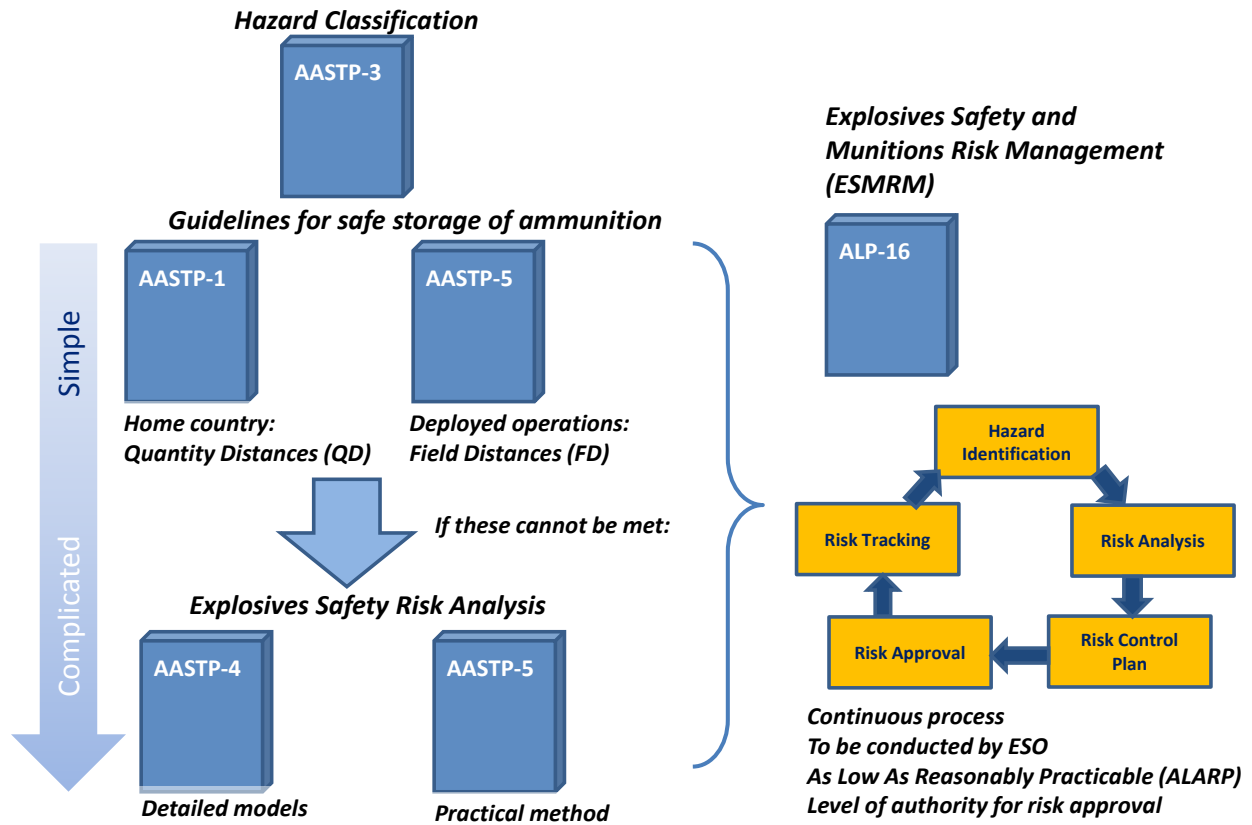 Hazard Classification
AASTP-3
Guidelines for safe storage of ammunition
AASTP-1
AASTP-5
Simple
Complicated
Home country:
Quantity Distances (QD)
Deployed operations:
Field Distances (FD)
If these cannot be met:
Explosives Safety Risk Analysis
AASTP-4
AASTP-5
Detailed models
Practical method
Explosives Safety and
Munitions Risk Management
(ESMRM)
ALP-16
Hazard
Identification
Risk Analysis
Risk Control
Plan
Risk Approval
Risk Tracking
Continuous process
To be conducted by ESO
As Low As Reasonably Practicable (ALARP)
Level of authority for risk approval